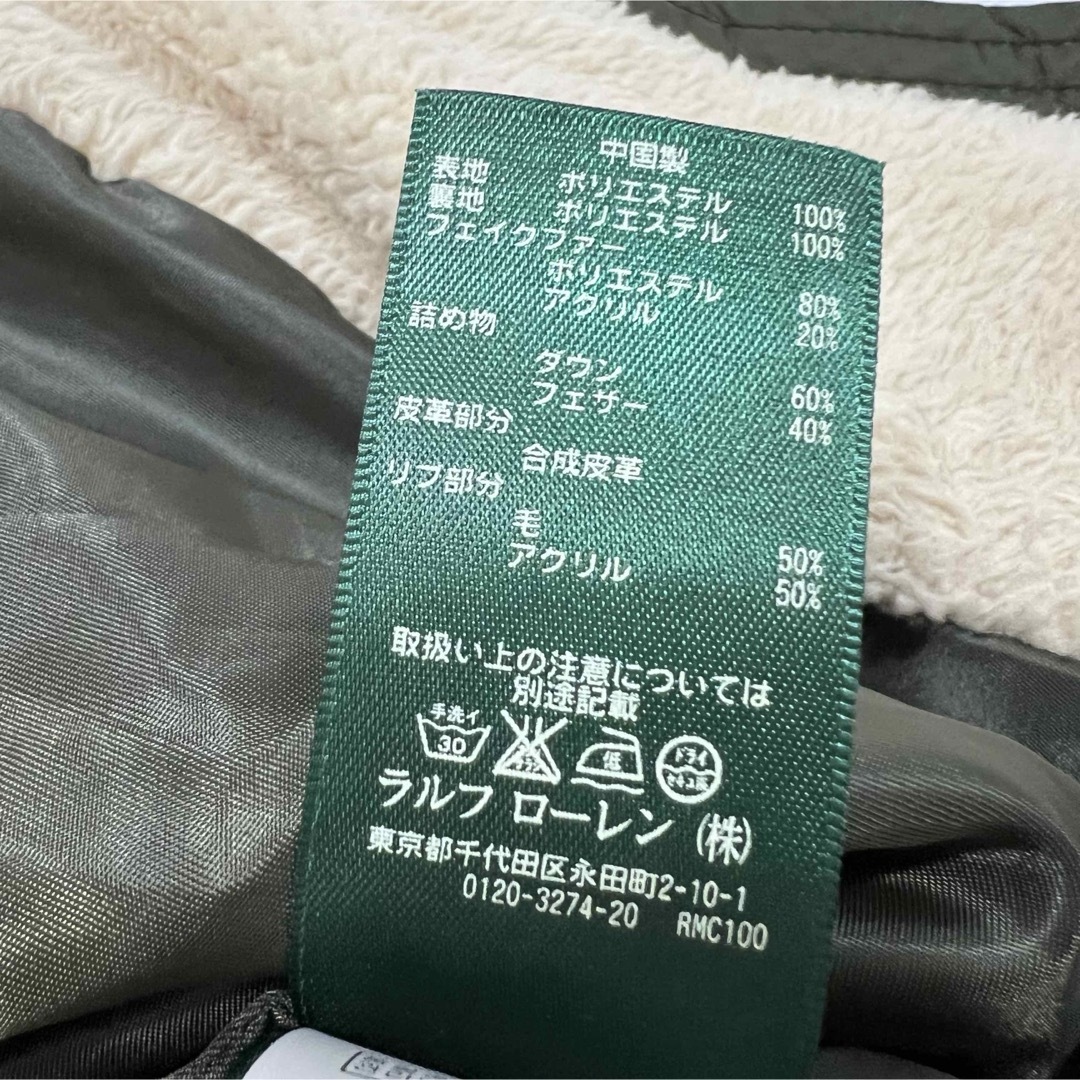 中国製
表地 ポリエステル 100%
裏地 ポリエステル 100%
フェイクファー
ポリエステル 80%
アクリル 20%
詰め物
ダウン 60%
フェザー 40%
皮革部分
合成皮革
リブ部分
毛 50%
アクリル 50%
取扱い上の注意については
別途記載
手洗イ
30
低
ドライ
ラルフ ローレン (株)
東京都千代田区永田町2-10-1
0120-3274-20 RMC100